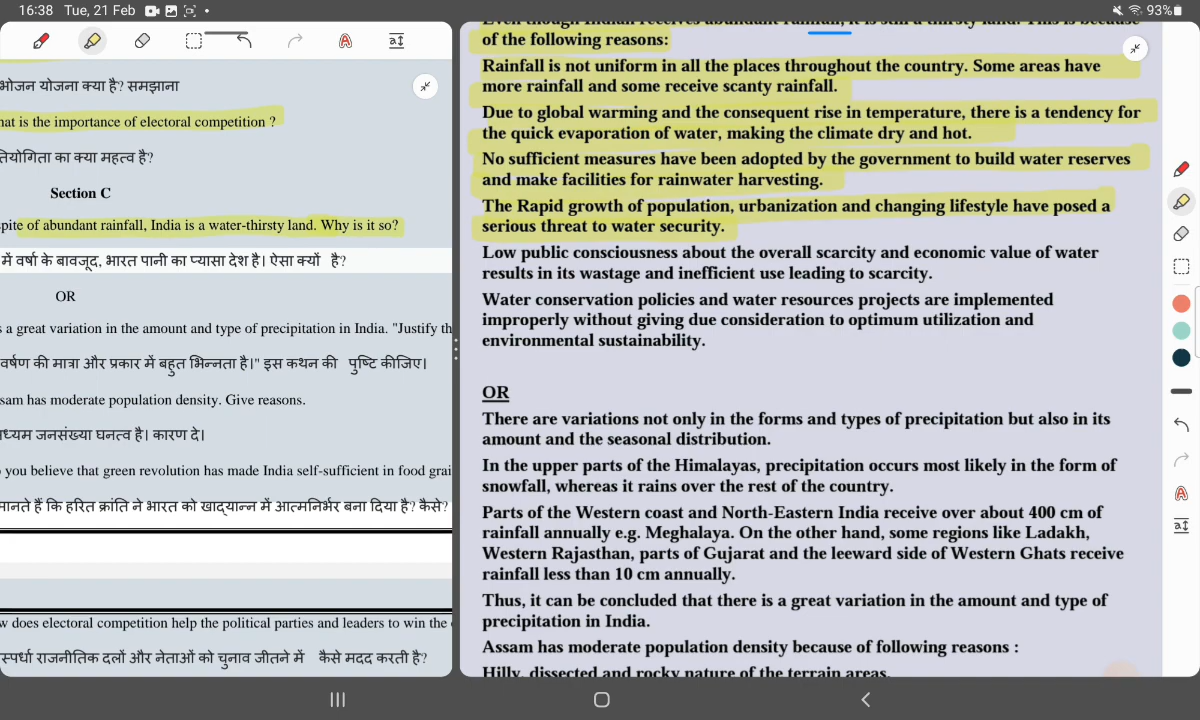 16:38 Tue, 21 Feb
93%
भोजन योजना क्या है? समझाना
hat is the importance of electoral competition ?
तियोगिता का क्या महत्व है?
Section C
spite of abundant rainfall, India is a water-thirsty land. Why is it so?
में वर्षा के बावजूद, भारत पानी का प्यासा देश है। ऐसा क्यों है?
OR
s a great variation in the amount and type of precipitation in India. "Justify th
वर्षण की मात्रा और प्रकार में बहुत भिन्नता है।" इस कथन की पुष्टि कीजिए।
sam has moderate population density. Give reasons.
ध्यम जनसंख्या घनत्व है। कारण दे।
you believe that green revolution has made India self-sufficient in food grai
मानते हैं कि हरित क्रांति ने भारत को खाद्यान्न में आत्मनिर्भर बना दिया है? कैसे?
w does electoral competition help the political parties and leaders to win the
स्पर्धा राजनीतिक दलों और नेताओं को चुनाव जीतने में कैसे मदद करती है?
of the following reasons:
Rainfall is not uniform in all the places throughout the country. Some areas have
more rainfall and some receive scanty rainfall.
Due to global warming and the consequent rise in temperature, there is a tendency for
the quick evaporation of water, making the climate dry and hot.
No sufficient measures have been adopted by the government to build water reserves
and make facilities for rainwater harvesting.
The Rapid growth of population, urbanization and changing lifestyle have posed a
serious threat to water security.
Low public consciousness about the overall scarcity and economic value of water
results in its wastage and inefficient use leading to scarcity.
Water conservation policies and water resources projects are implemented
improperly without giving due consideration to optimum utilization and
environmental sustainability.
OR
There are variations not only in the forms and types of precipitation but also in its
amount and the seasonal distribution.
In the upper parts of the Himalayas, precipitation occurs most likely in the form of
snowfall, whereas it rains over the rest of the country.
Parts of the Western coast and North-Eastern India receive over about 400 cm of
rainfall annually e.g. Meghalaya. On the other hand, some regions like Ladakh,
Western Rajasthan, parts of Gujarat and the leeward side of Western Ghats receive
rainfall less than 10 cm annually.
Thus, it can be concluded that there is a great variation in the amount and type of
precipitation in India.
Assam has moderate population density because of following reasons :
Hilly, dissected and rocky nature of the terrain areas.